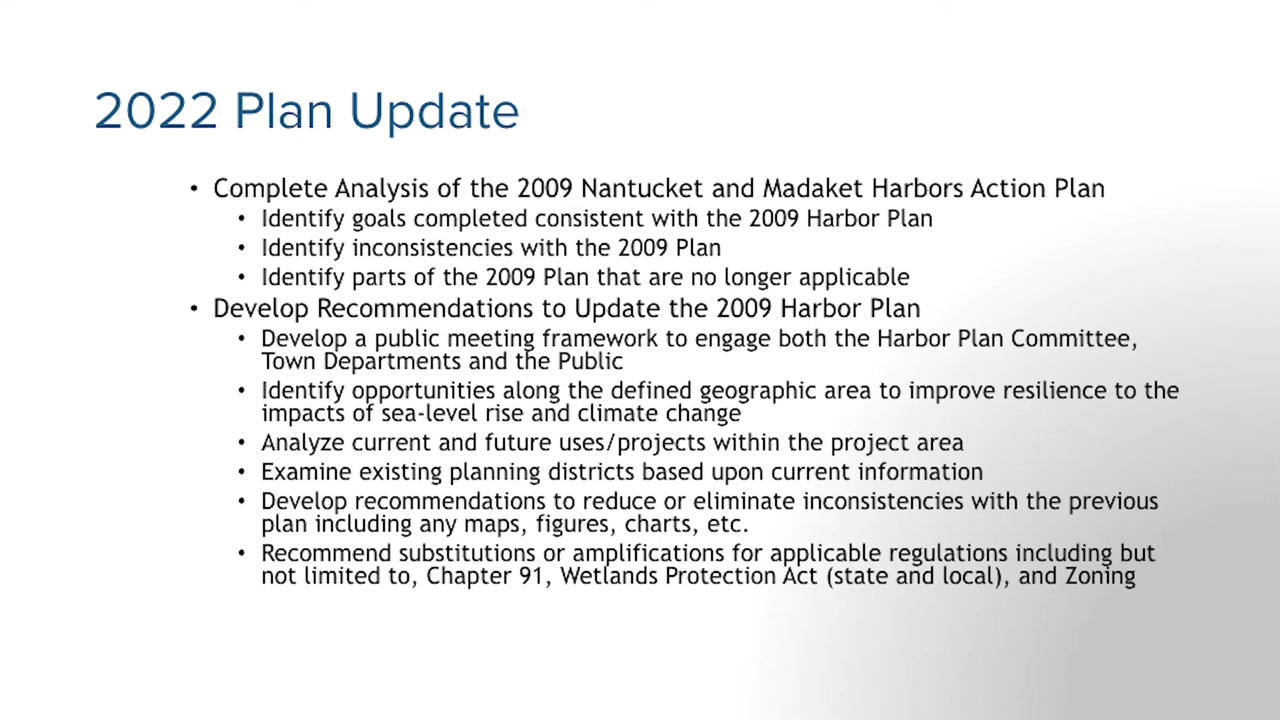 2022 Plan Update
• Complete Analysis of the 2009 Nantucket and Madaket Harbors Action Plan
• Identify goals completed consistent with the 2009 Harbor Plan
• Identify inconsistencies with the 2009 Plan
• Identify parts of the 2009 Plan that are no longer applicable
• Develop Recommendations to Update the 2009 Harbor Plan
• Develop a public meeting framework to engage both the Harbor Plan Committee,
Town Departments and the Public
• Identify opportunities along the defined geographic area to improve resilience to the
impacts of sea-level rise and climate change
• Analyze current and future uses/projects within the project area
• Examine existing planning districts based upon current information
• Develop recommendations to reduce or eliminate inconsistencies with the previous
plan including any maps, figures, charts, etc.
• Recommend substitutions or amplifications for applicable regulations including but
not limited to, Chapter 91, Wetlands Protection Act (state and local), and Zoning